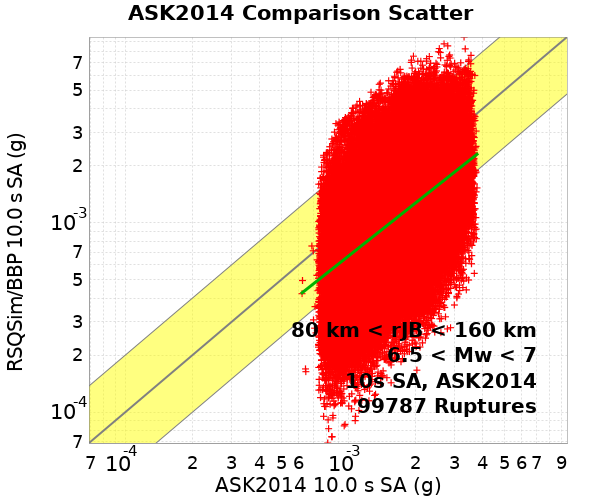 ASK2014 Comparison Scatter
RSQSim/BBP 10.0 s SA (g)
7
5
3
2
10-3
7
5
3
2
10-4
7
80 km < rJB < 160 km
6.5 < Mw < 7
10s SA, ASK2014
99787 Ruptures
7 10-4 2 3 4 5 6 10-3 2 3 4 5 6 7 9
ASK2014 10.0 s SA (g)